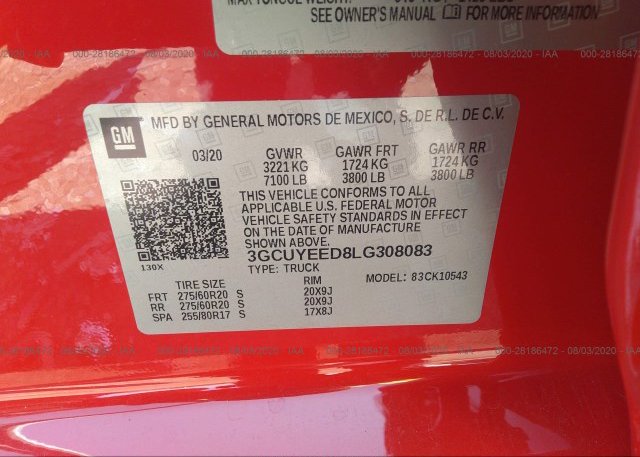 SEE OWNER'S MANUAL FOR MORE INFORMATION
000-28186472 - 08/03/2020 - IAA
GM
MFD BY GENERAL MOTORS DE MEXICO, S. DE R.L. DE C.V.
03/20 GVWR GAWR FRT GAWR RR
3221 KG 1724 KG 1724 KG
7100 LB 3800 LB 3800 LB
THIS VEHICLE CONFORMS TO ALL
APPLICABLE U.S. FEDERAL MOTOR
VEHICLE SAFETY STANDARDS IN EFFECT
ON THE DATE OF MANUFACTURE
SHOWN ABOVE.
3GCUYEED8LG308083
130X TYPE: TRUCK MODEL: 83CK10543
TIRE SIZE RIM
FRT 275/60R20 S 20X9J
RR 275/60R20 S 20X9J
SPA 255/80R17 S 17X8J
000-28186472 - 08/03/2020 - IAA